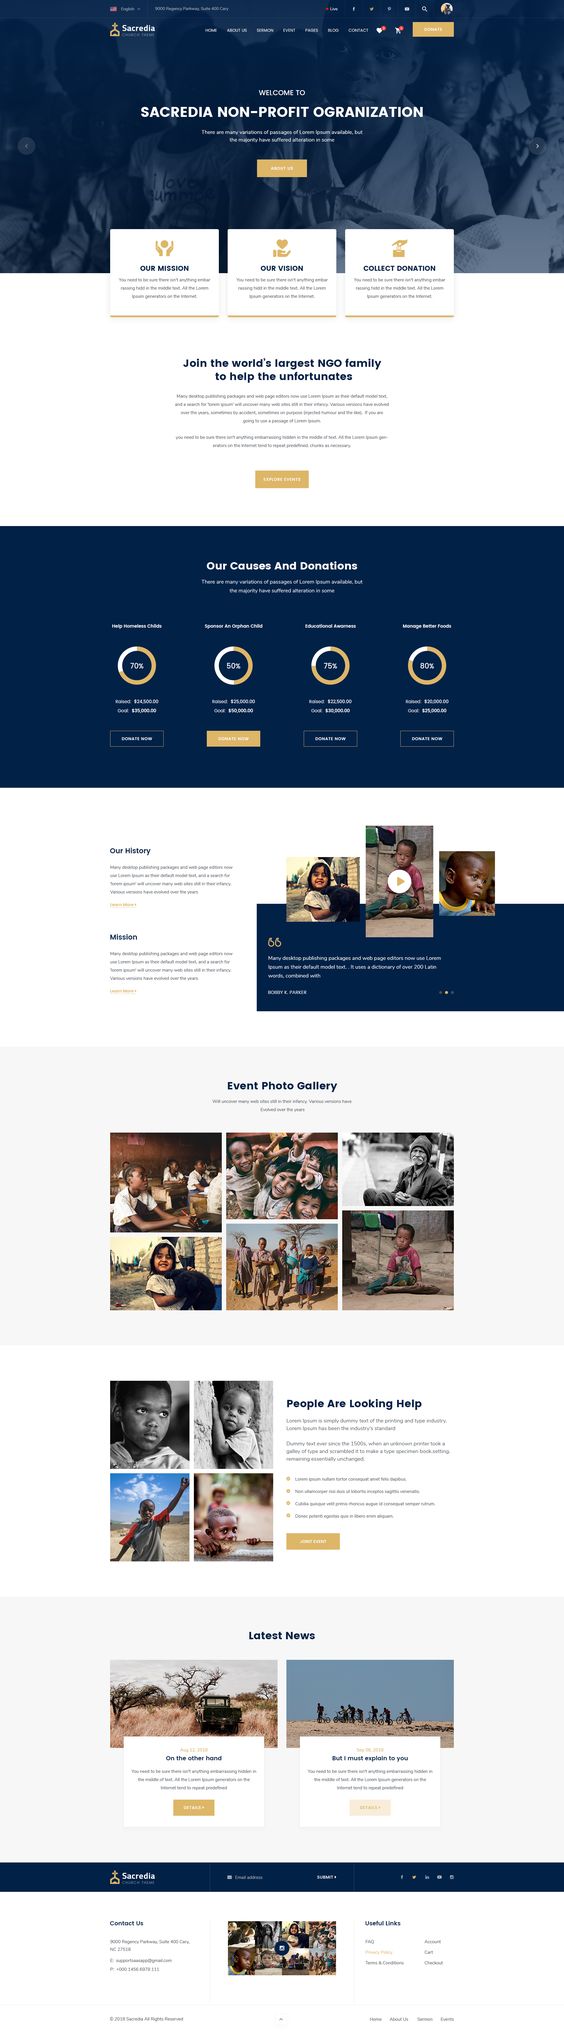 English
9000 Regency Parkway, Suite 400 Cary
Live
Sacredia
CHURCH THEME
HOME ABOUT US SERMON EVENT PAGES BLOG CONTACT
DONATE
WELCOME TO
SACREDIA NON-PROFIT OGRANIZATION
There are many variations of passages of Lorem Ipsum available, but
the majority have suffered alteration in some
ABOUT US
i love
summer
OUR MISSION
You need to be sure there isn't anything embar
rassing hidd in the middle text. All the Lorem
Ipsum generators on the Internet.
OUR VISION
You need to be sure there isn't anything embar
rassing hidd in the middle text. All the Lorem
Ipsum generators on the Internet.
COLLECT DONATION
You need to be sure there isn't anything embar
rassing hidd in the middle text. All the Lorem
Ipsum generators on the Internet.
Join the world's largest NGO family
to help the unfortunates
Many desktop publishing packages and web page editors now use Lorem Ipsum as their default model text,
and a search for 'lorem ipsum' will uncover many web sites still in their infancy. Various versions have evolved
over the years, sometimes by accident, sometimes on purpose (injected humour and the like). If you are
going to use a passage of Lorem Ipsum.
you need to be sure there isn't anything embarrassing hidden in the middle of text. All the Lorem Ipsum gen-
erators on the Internet tend to repeat predefined, chunks as necessary.
EXPLORE EVENTS
Our Causes And Donations
There are many variations of passages of Lorem Ipsum available, but
the majority have suffered alteration in some
Help Homeless Childs
70%
Raised: $24,500.00
Goal: $35,000.00
DONATE NOW
Sponsor An Orphan Child
50%
Raised: $25,000.00
Goal: $50,000.00
DONATE NOW
Educational Aworness
75%
Raised: $22,500.00
Goal: $30,000.00
DONATE NOW
Manage Better Foods
80%
Raised: $20,000.00
Goal: $25,000.00
DONATE NOW
Our History
Many desktop publishing packages and web page editors now
use Lorem Ipsum as their default model text, and a search for
'lorem ipsum' will uncover many web sites still in their infancy.
Various versions have evolved over the years
Learn More
Mission
Many desktop publishing packages and web page editors now
use Lorem Ipsum as their default model text, and a search for
'lorem ipsum' will uncover many web sites still in their infancy.
Various versions have evolved over the years
Learn More
Many desktop publishing packages and web page editors now use Lorem
Ipsum as their default model text. . It uses a dictionary of over 200 Latin
words, combined with
BOBBY K. PARKER
Event Photo Gallery
Will uncover many web sites still in their infancy. Various versions have
Evolved over the years
People Are Looking Help
Lorem Ipsum is simply dummy text of the printing and type industry.
Lorem Ipsum has been the industry's standard
Dummy text ever since the 1500s, when an unknown printer took a
galley of type and scrambled it to make a type specimen book.setting,
remaining essentially unchanged.
Lorem ipsum nullam tortor consequat amet felis dapibus.
Non ullamcorper nisi duis ut lobortis inceptos sagittis venenatis.
Cubilia quisque velit primis rhoncus augue id consequat semper rutrum.
Donec potenti egestas quis in libero enim aliquam.
JOINT EVENT
Latest News
Aug 12, 2018
On the other hand
You need to be sure there isn't anything embarrassing hidden in
the middle of text. All the Lorem Ipsum generators on the
Internet tend to repeat predefined
DETAILS
Sep 08, 2018
But I must explain to you
You need to be sure there isn't anything embarrassing hidden in
the middle of text. All the Lorem Ipsum generators on the
Internet tend to repeat predefined
DETAILS
Sacredia
CHURCH THEME
Email address
SUBMIT
Contact Us
9000 Regency Parkway, Suite 400 Cary,
NC 27518
E: supportsaasapp@gmail.com
P: +000 1456 6878 111
Useful Links
FAQ
Account
Privacy Policy
Cart
Terms & Conditions
Checkout
© 2018 Sacredia All Rights Reserved
Home About Us Sermon Events